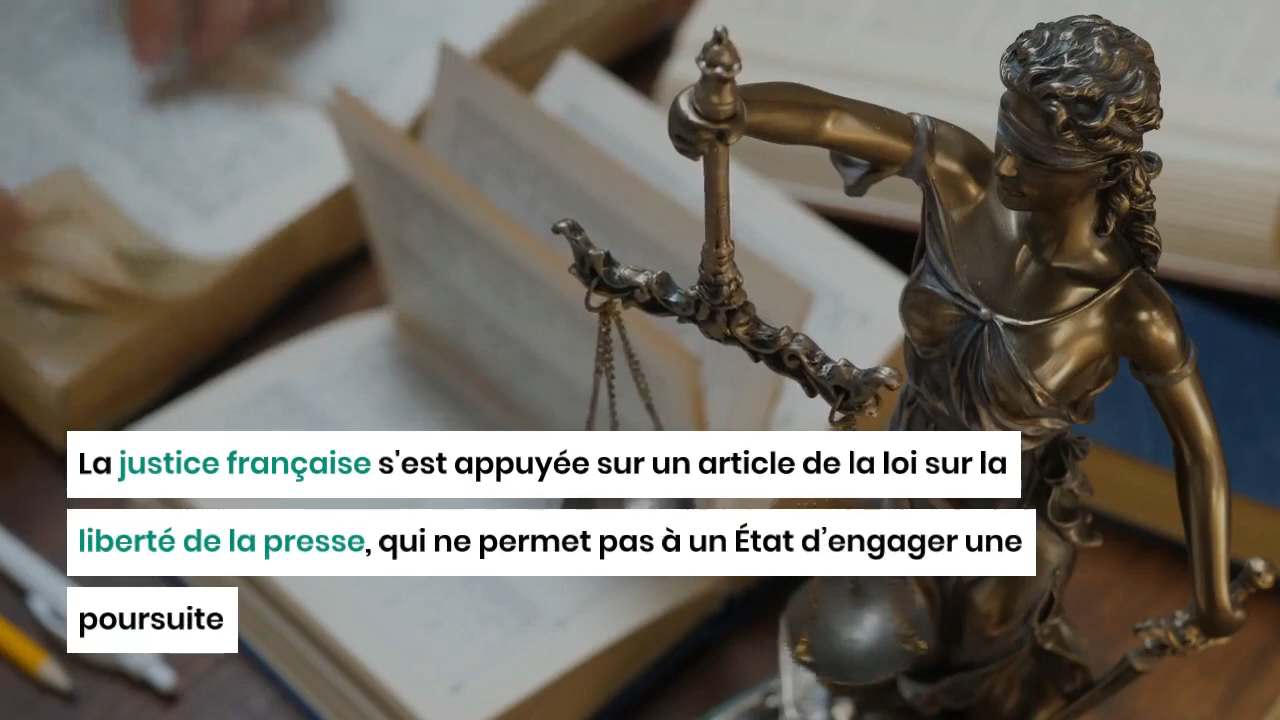 La justice française s'est appuyée sur un article de la loi sur la
liberté de la presse, qui ne permet pas à un État d’engager une
poursuite